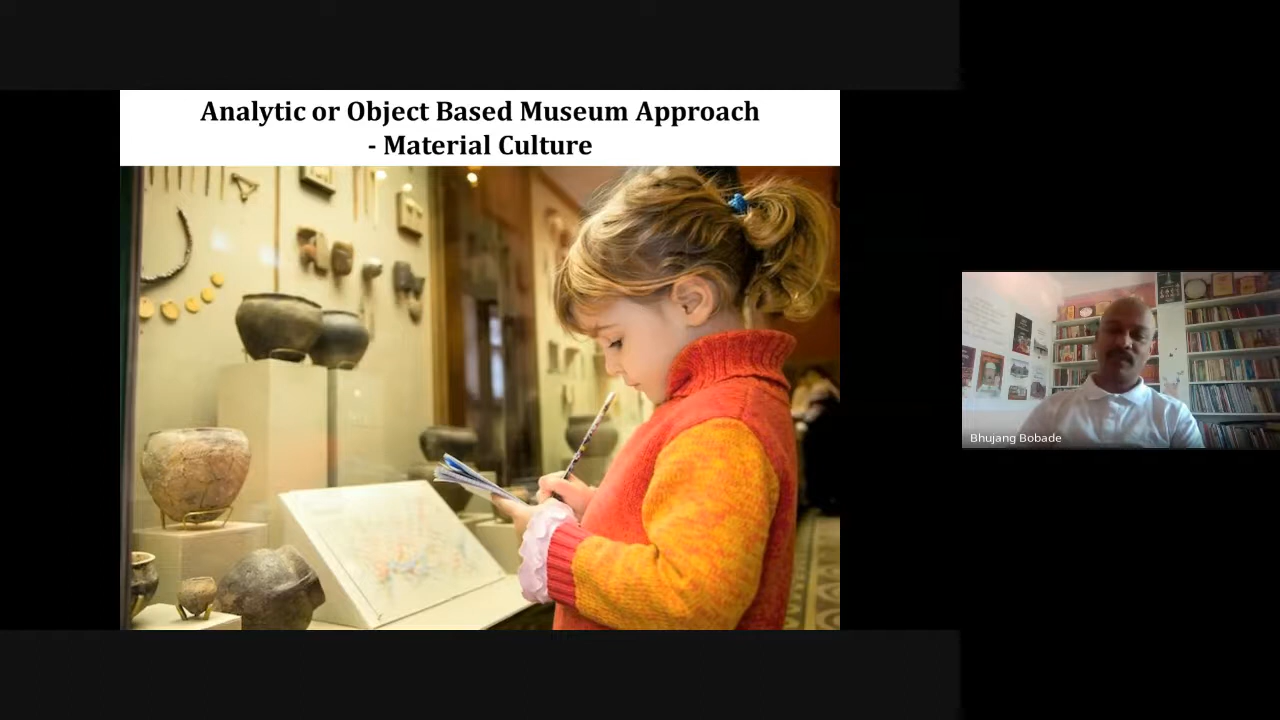 Analytic or Object Based Museum Approach
- Material Culture
Bhujang Bobade